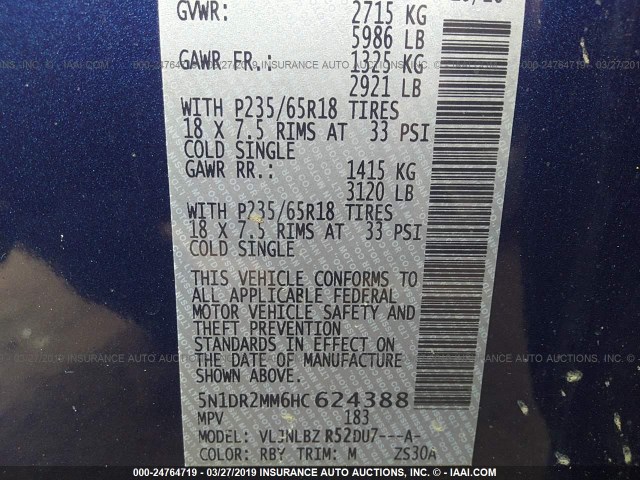 GVWR: 2715 KG
5986 LB
GAWR FR.: 1325 KG
2921 LB
WITH P235/65R18 TIRES
18 X 7.5 RIMS AT 33 PSI
COLD SINGLE
GAWR RR.: 1415 KG
3120 LB
WITH P235/65R18 TIRES
18 X 7.5 RIMS AT 33 PSI
COLD SINGLE
THIS VEHICLE CONFORMS TO
ALL APPLICABLE FEDERAL
MOTOR VEHICLE SAFETY AND
THEFT PREVENTION
STANDARDS IN EFFECT ON
THE DATE OF MANUFACTURE
SHOWN ABOVE.
5N1DR2MM6HC624388
MPV 183
MODEL: VLJNLBZ R52DU7---A-
COLOR: RBY TRIM: M ZS30A
000-24764719 - 03/27/2019 - INSURANCE AUTO AUCTIONS - © IAAI.COM